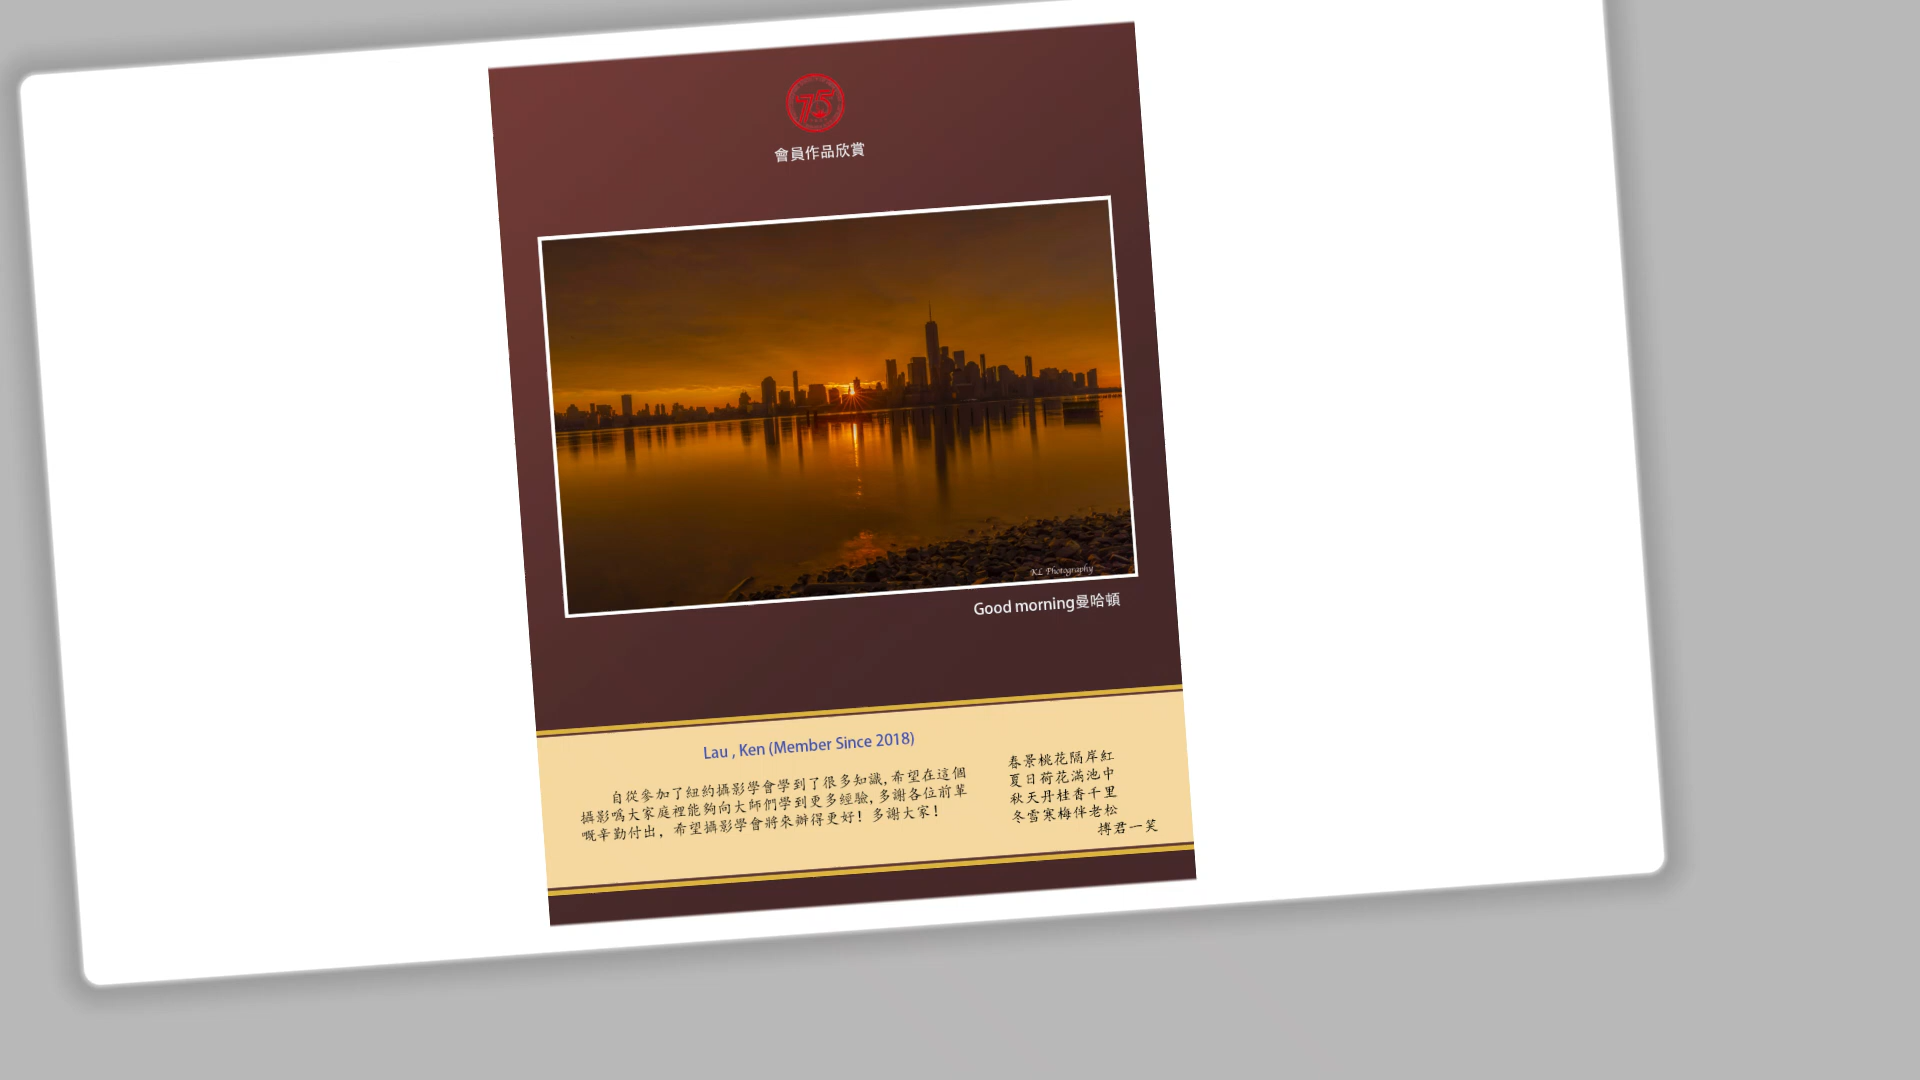 75
會員作品欣賞
KL Photography
Good morning曼哈頓
Lau , Ken (Member Since 2018)
自從參加了紐約攝影學會學到了很多知識,希望在這個
攝影嗎大家庭裡能夠向大師們學到更多經驗,多謝各位前輩
嘅辛勤付出，希望攝影學會將來辦得更好！多謝大家！
春景桃花隔岸紅
夏日荷花滿池中
秋天丹桂香千里
冬雪寒梅伴老松
搏君一笑